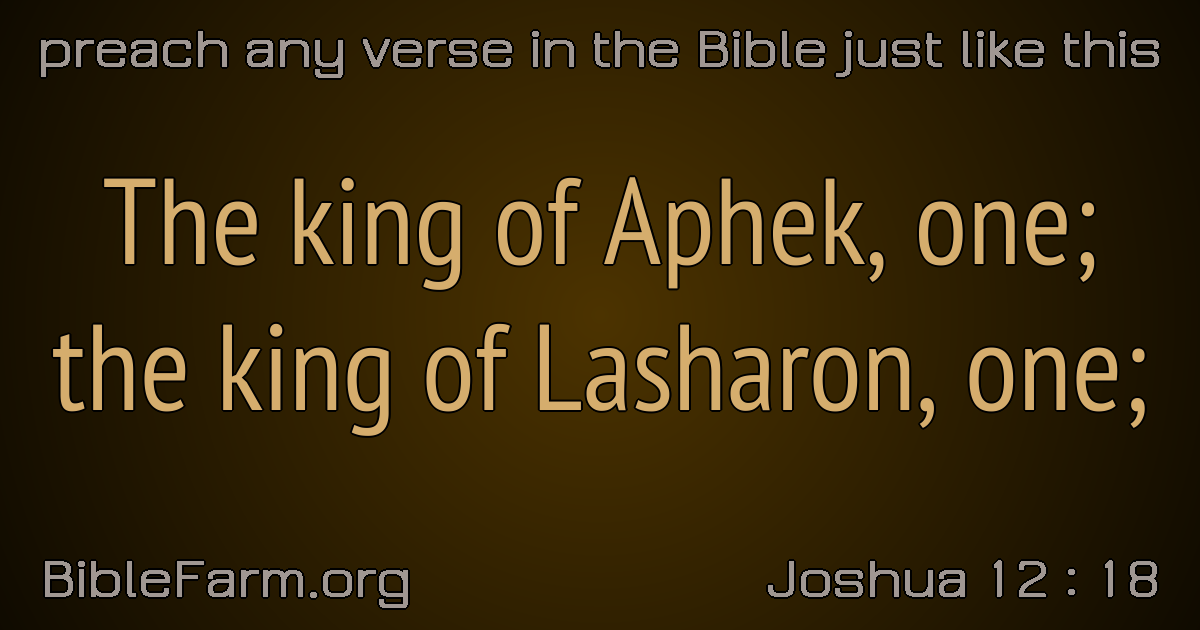 preach any verse in the Bible just like this
The king of Aphek, one;
the king of Lasharon, one;
BibleFarm.org
Joshua 12 : 18